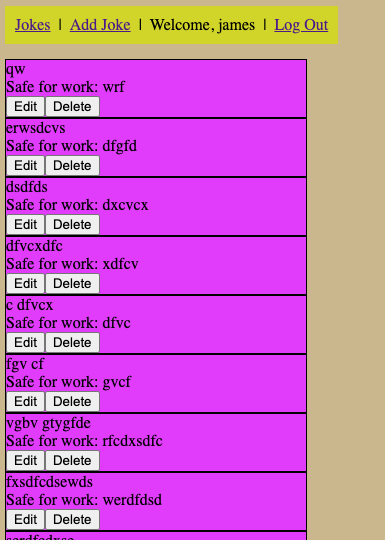 Jokes | Add Joke | Welcome, james | Log Out
qw
Safe for work: wrf
Edit Delete
erwsdcvs
Safe for work: dfgfd
Edit Delete
dsdfds
Safe for work: dxcvcx
Edit Delete
dfvcxdfc
Safe for work: xdfcv
Edit Delete
c dfvcx
Safe for work: dfvc
Edit Delete
fgv cf
Safe for work: gvcf
Edit Delete
vgbv gtygfde
Safe for work: rfcdxsdfc
Edit Delete
fxsdfcdsewds
Safe for work: werdfdsd
Edit Delete